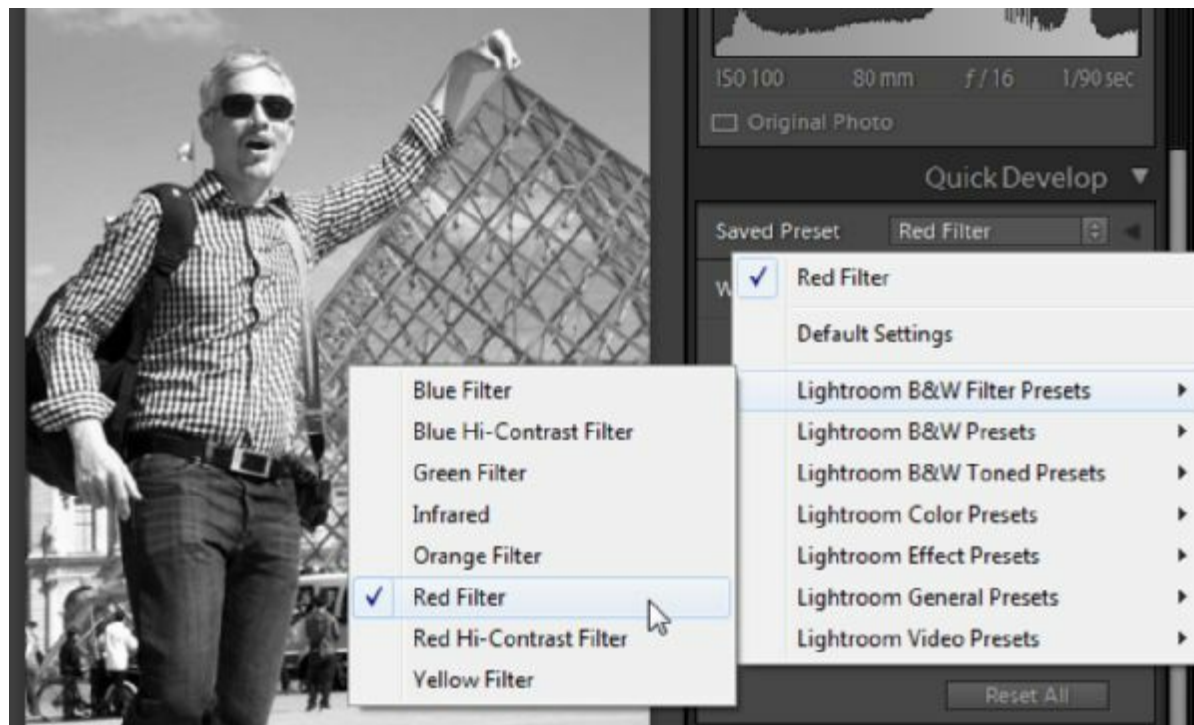 ISO 100 80 mm f / 16 1/90 sec
Original Photo
Quick Develop
Saved Preset Red Filter
Red Filter
Default Settings
Lightroom B&W Filter Presets
Lightroom B&W Presets
Lightroom B&W Toned Presets
Lightroom Color Presets
Lightroom Effect Presets
Lightroom General Presets
Lightroom Video Presets
Blue Filter
Blue Hi-Contrast Filter
Green Filter
Infrared
Orange Filter
Red Filter
Red Hi-Contrast Filter
Yellow Filter
Reset All